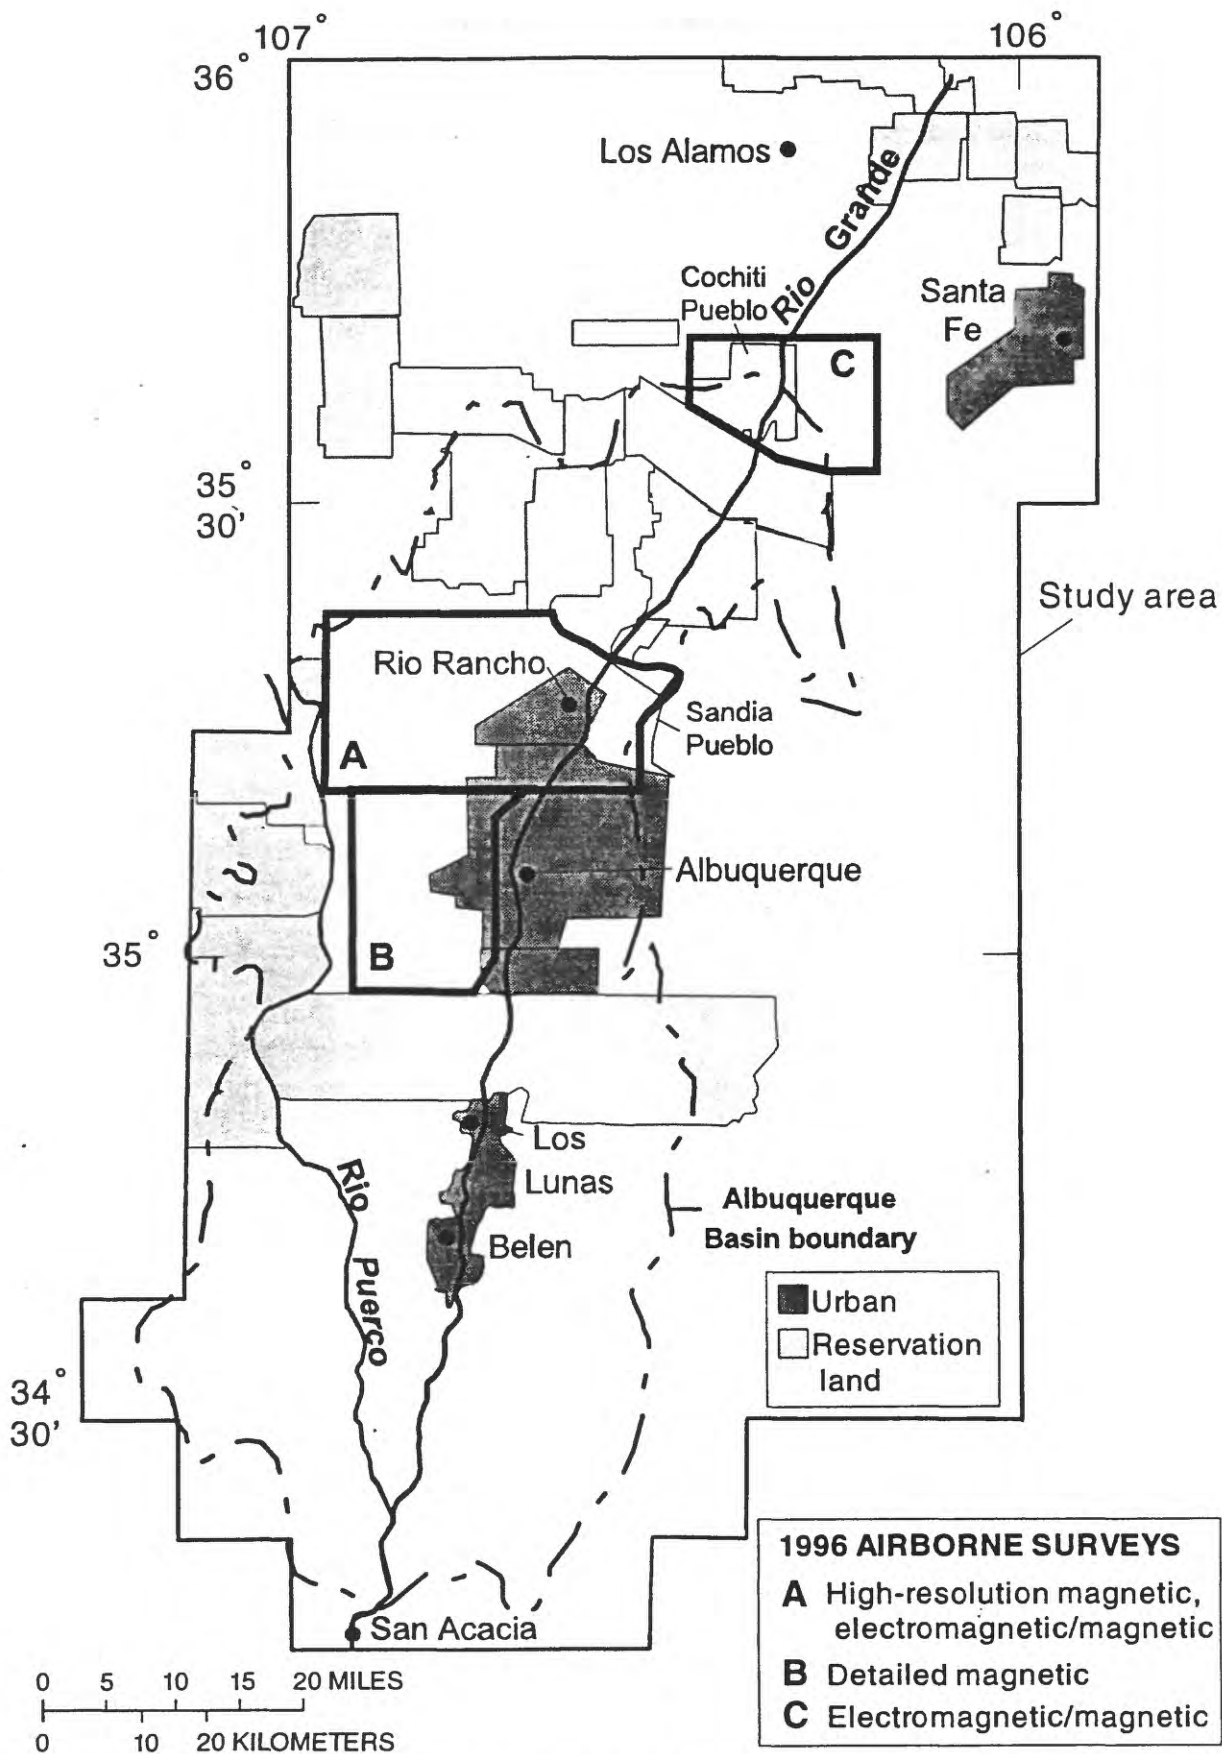 107°
106°
36°
Los Alamos
Rio Grande
Cochiti
Pueblo
Santa
Fe
C
35°
30'
Study area
Rio Rancho
Sandia
Pueblo
A
Albuquerque
35°
B
Los
Lunas
Rio Puerco
Albuquerque
Basin boundary
Belen
Urban
Reservation
land
34°
30'
1996 AIRBORNE SURVEYS
A High-resolution magnetic,
electromagnetic/magnetic
San Acacia
B Detailed magnetic
C Electromagnetic/magnetic
0 5 10 15 20 MILES
0 10 20 KILOMETERS